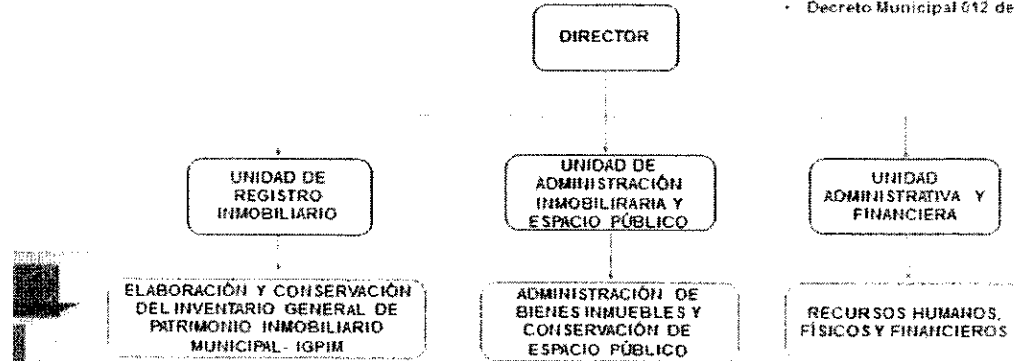 • Decreto Municipal 012 de
DIRECTOR
UNIDAD DE
REGISTRO
INMOBILIARIO
UNIDAD DE
ADMINISTRACIÓN
INMOBILIRARIA Y
ESPACIO PÚBLICO
UNIDAD
ADMINISTRATIVA Y
FINANCIERA
ELABORACIÓN Y CONSERVACIÓN
DEL INVENTARIO GENERAL DE
PATRIMONIO INMOBILIARIO
MUNICIPAL- IGPIM
ADMINISTRACIÓN DE
BIENES INMUEBLES Y
CONSERVACIÓN DE
ESPACIO PÚBLICO
RECURSOS HUMANOS,
FÍSICOS Y FINANCIEROS